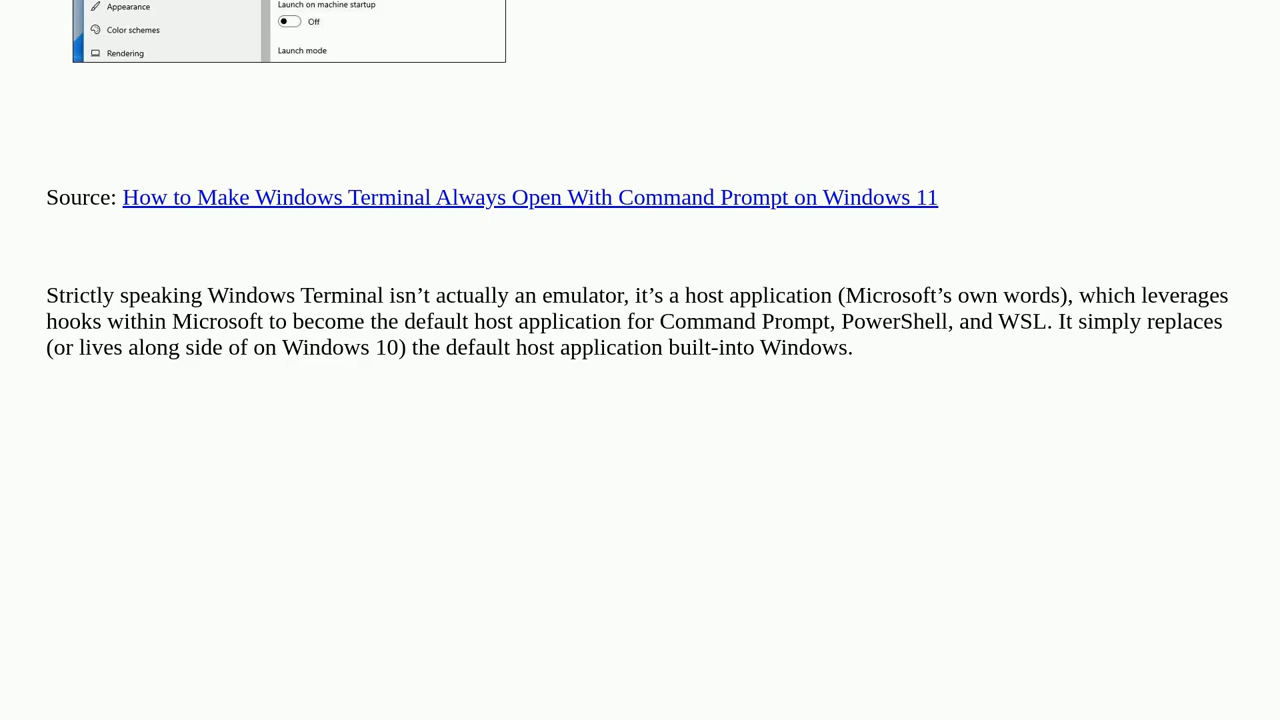 Launch on machine startup
Appearance
Off
Color schemes
Launch mode
Rendering
Source: How to Make Windows Terminal Always Open With Command Prompt on Windows 11
Strictly speaking Windows Terminal isn’t actually an emulator, it’s a host application (Microsoft’s own words), which leverages
hooks within Microsoft to become the default host application for Command Prompt, PowerShell, and WSL. It simply replaces
(or lives along side of on Windows 10) the default host application built-into Windows.